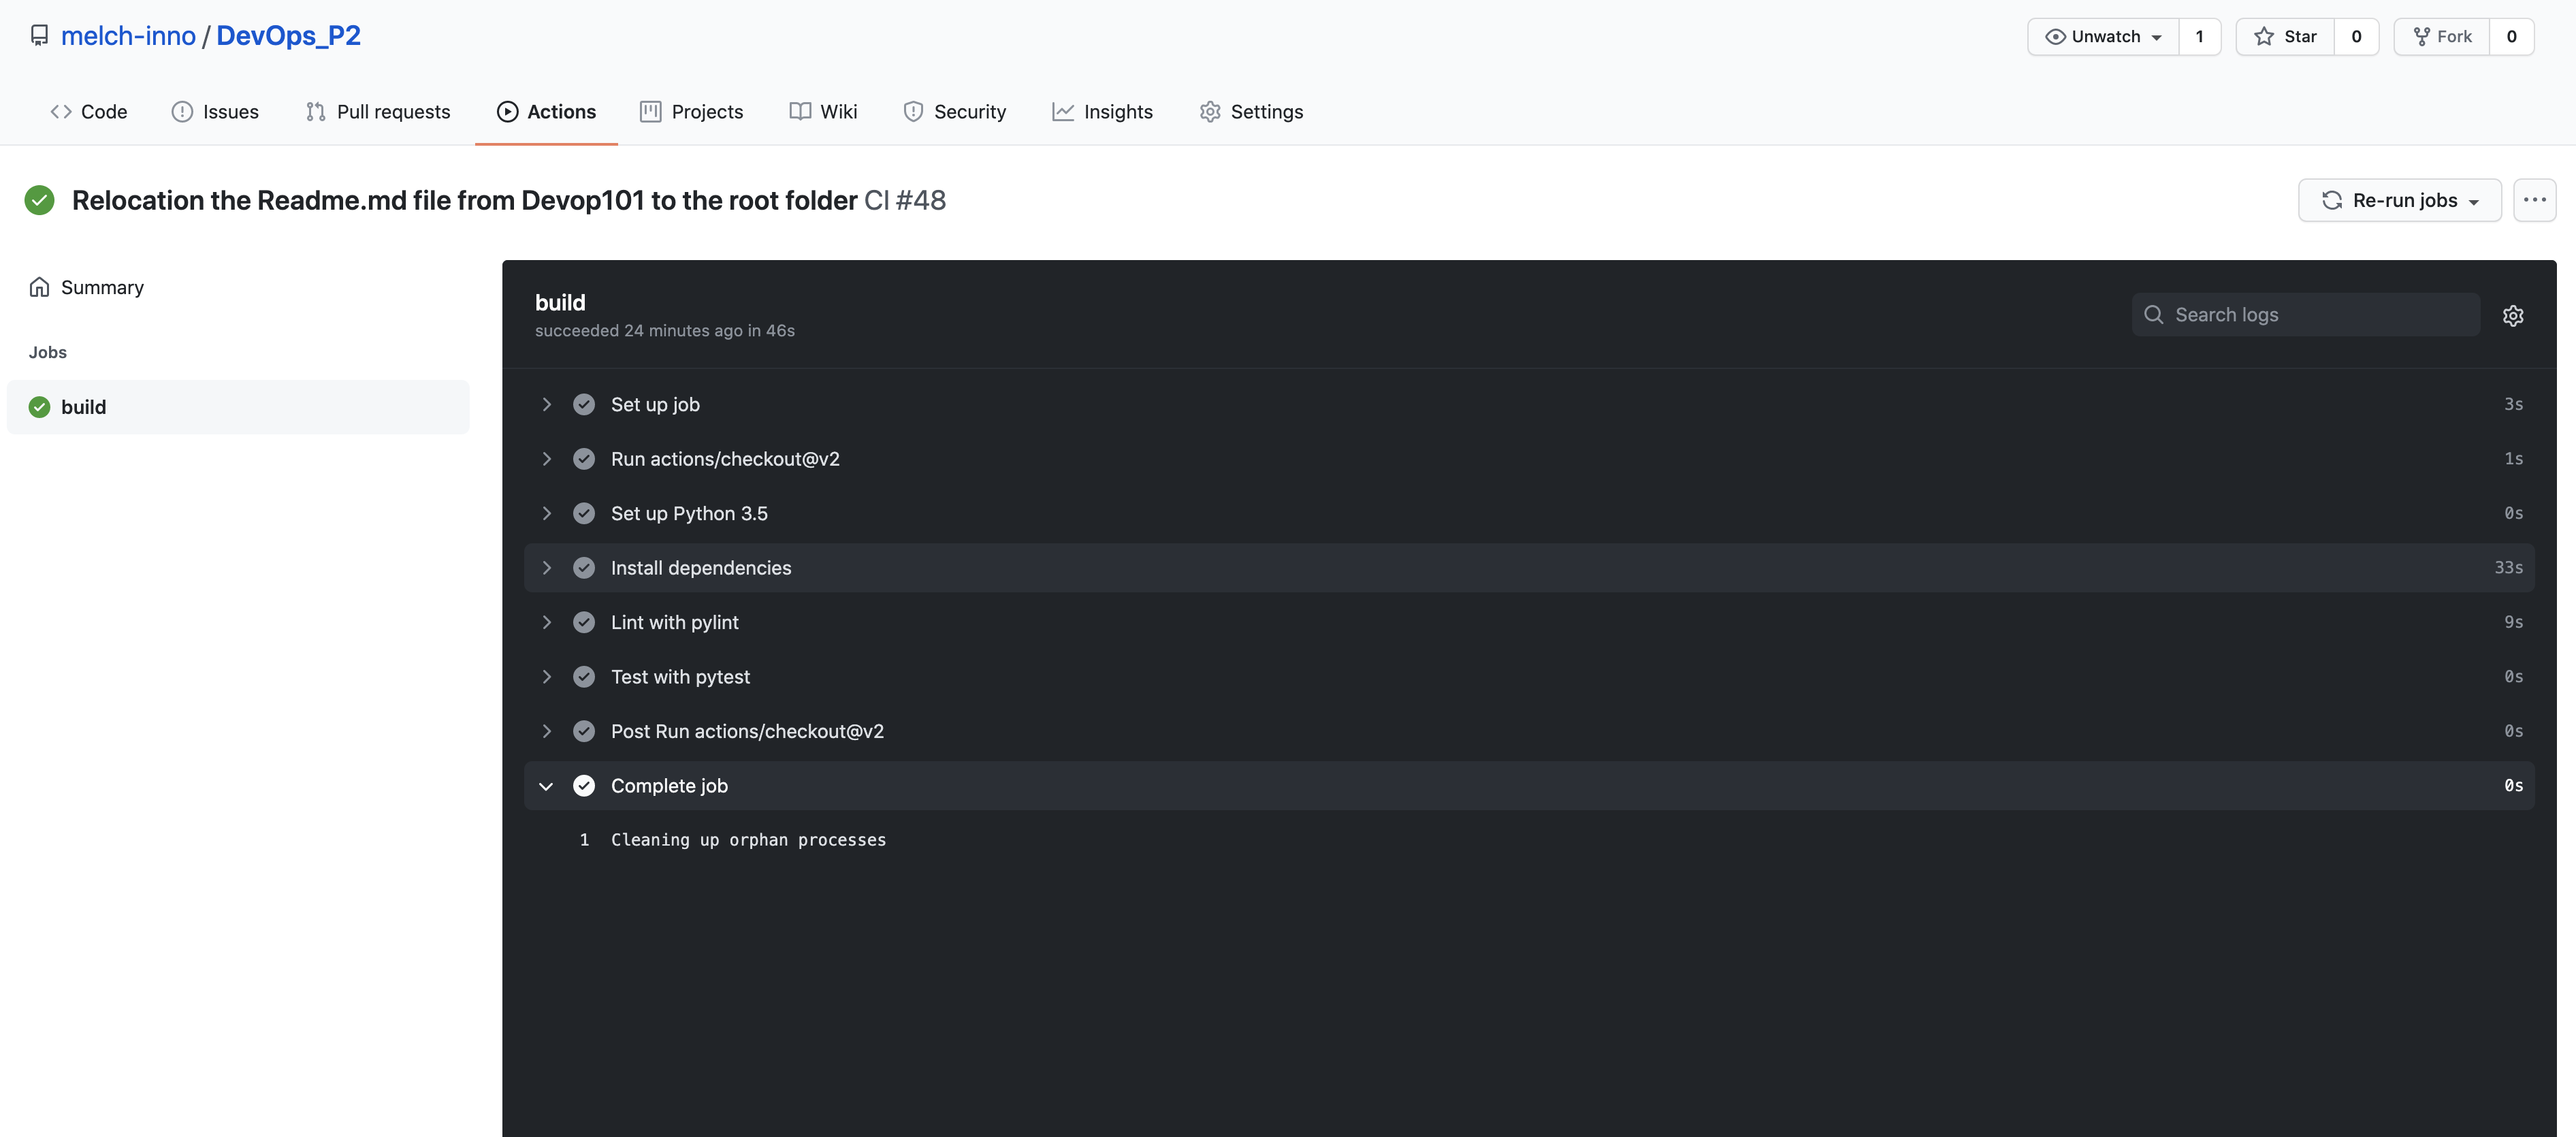 melch-inno / DevOps_P2
Unwatch 1 Star 0 Fork 0
Code Issues Pull requests Actions Projects Wiki Security Insights Settings
Relocation the Readme.md file from Devop101 to the root folder CI #48
Re-run jobs
Summary
Jobs
build
build
succeeded 24 minutes ago in 46s
Search logs
Set up job 3s
Run actions/checkout@v2 1s
Set up Python 3.5 0s
Install dependencies 33s
Lint with pylint 9s
Test with pytest 0s
Post Run actions/checkout@v2 0s
Complete job 0s
1 Cleaning up orphan processes